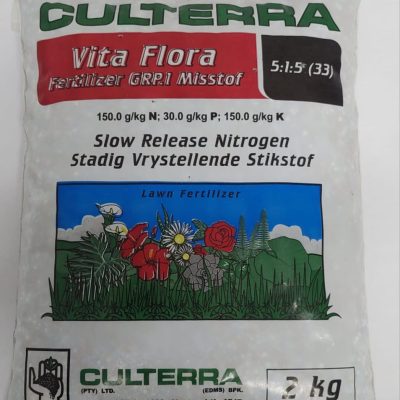 CULTERRA
Vita Flora
Fertilizer GRP.1 Misstof
5:1:5 (33)
150.0 g/kg N; 30.0 g/kg P; 150.0 g/kg K
Slow Release Nitrogen
Stadig Vrystellende Stikstof
Lawn Fertilizer
CULTERRA
(PTY) LTD. (EDMS) BPK.
2 kg